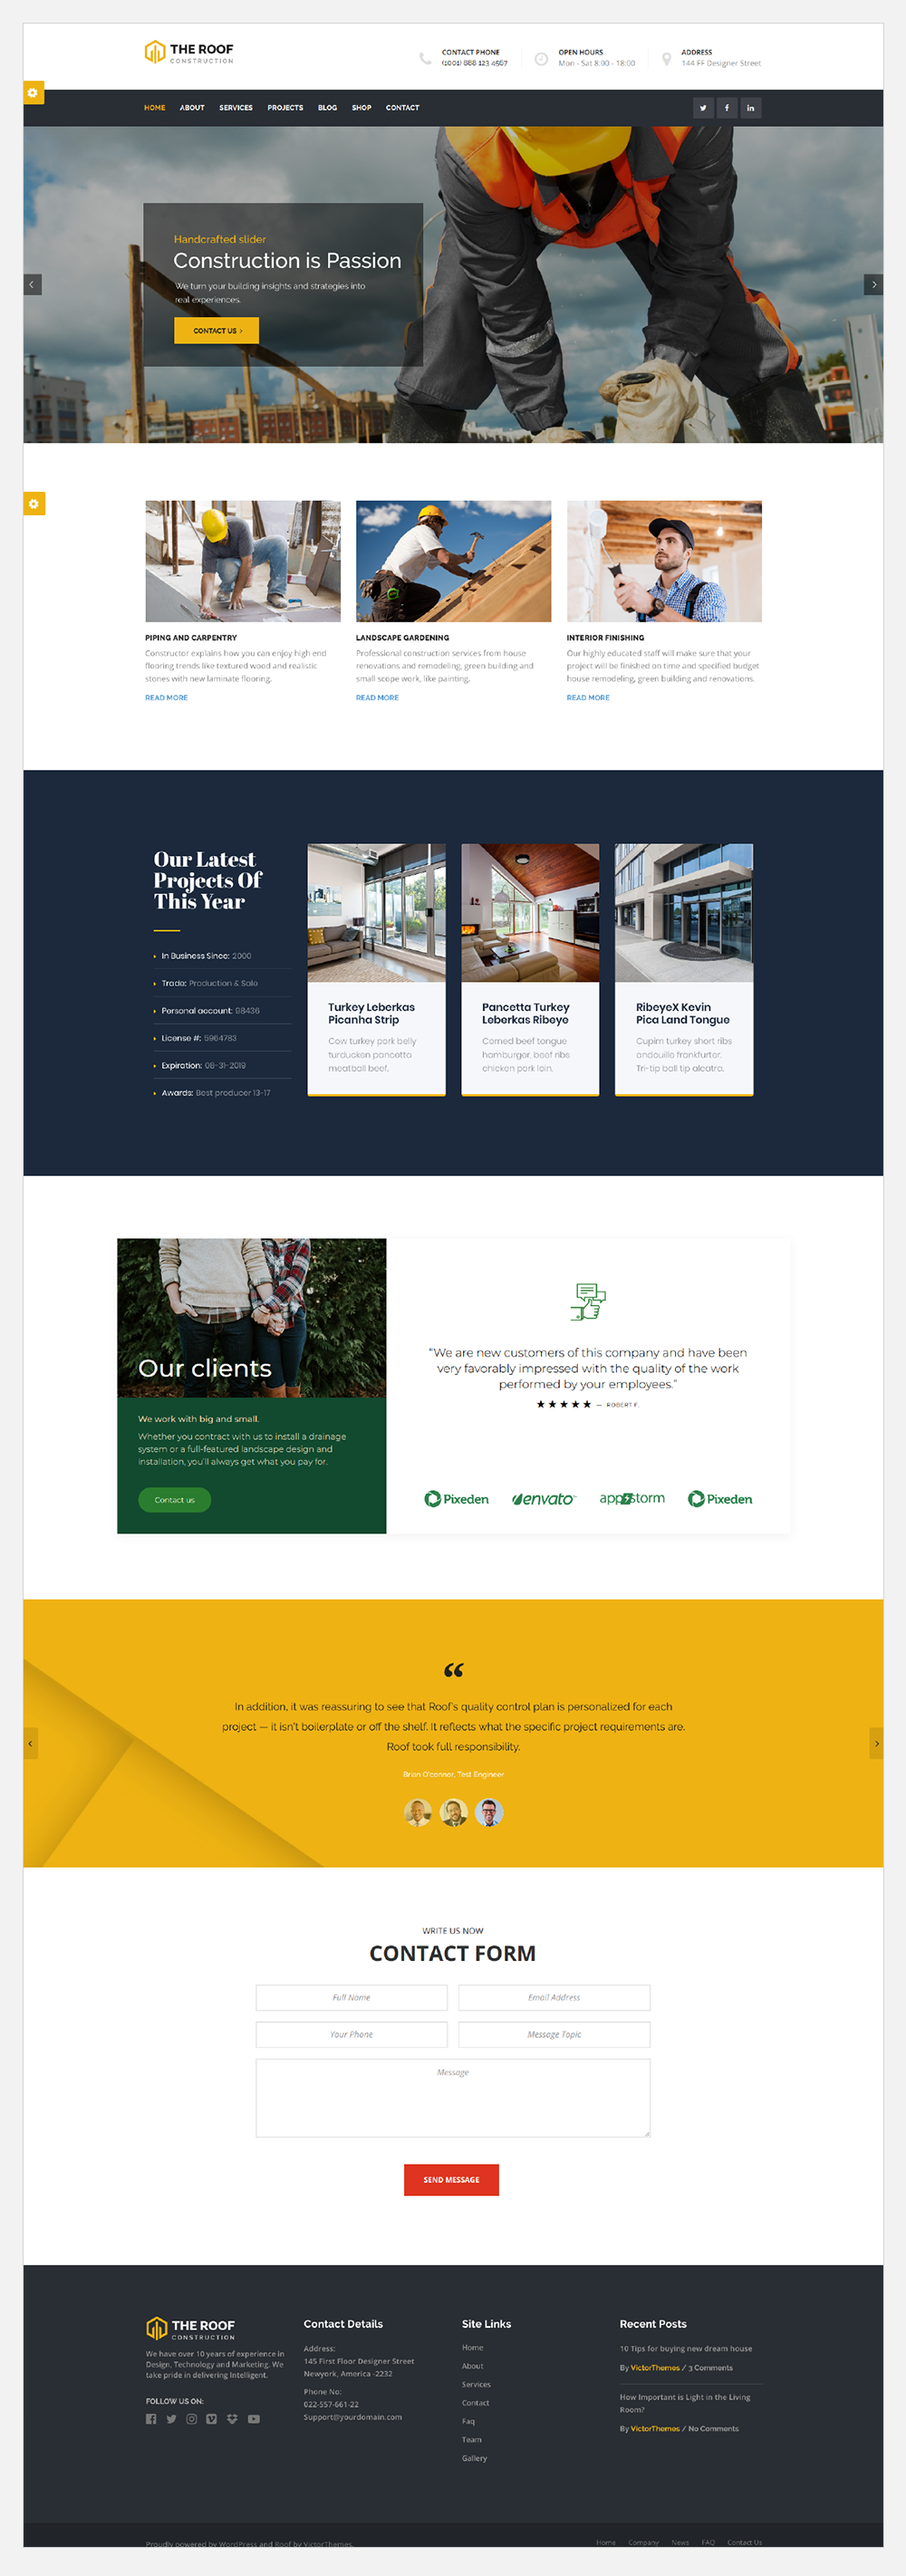 THE ROOF
CONSTRUCTION
CONTACT PHONE
(1001) 888 123 4567
OPEN HOURS
Mon - Sat 8:00 - 18:00
ADDRESS
144 FF Designer Street
HOME ABOUT SERVICES PROJECTS BLOG SHOP CONTACT
Handcrafted slider
Construction is Passion
We turn your building insights and strategies into
real experiences.
CONTACT US >
PIPING AND CARPENTRY
Constructor explains how you can enjoy high end
flooring trends like textured wood and realistic
stones with new laminate flooring.
READ MORE
LANDSCAPE GARDENING
Professional construction services from house
renovations and remodeling, green building and
small scope work, like painting.
READ MORE
INTERIOR FINISHING
Our highly educated staff will make sure that your
project will be finished on time and specified budget
house remodeling, green building and renovations.
READ MORE
Our Latest
Projects Of
This Year
In Business Since: 2000
Trade: Production & Solo
Personal account: 98436
License #: 5964783
Expiration: 08-31-2019
Awards: Best producer 13-17
Turkey Leberkas
Picanha Strip
Cow turkey pork belly
turducken pancetta
meatball beef.
Pancetta Turkey
Leberkas Ribeye
Corned beef tongue
hamburger, beef ribs
chicken pork loin.
RibeyeX Kevin
Pica Land Tongue
Cupim turkey short ribs
andouille frankfurter.
Tri-tip ball tip alcatra.
Our clients
We work with big and small.
Whether you contract with us to install a drainage
system or a full-featured landscape design and
installation, you'll always get what you pay for.
Contact us
"We are new customers of this company and have been
very favorably impressed with the quality of the work
performed by your employees."
★★★★★ — ROBERT F.
Pixeden envato appstorm Pixeden
“
In addition, it was reassuring to see that Roof's quality control plan is personalized for each
project — it isn't boilerplate or off the shelf. It reflects what the specific project requirements are.
Roof took full responsibility.
Brian O'conner, Test Engineer
WRITE US NOW
CONTACT FORM
Full Name
Email Address
Your Phone
Message Topic
Message
SEND MESSAGE
THE ROOF
CONSTRUCTION
We have over 10 years of experience in
Design, Technology and Marketing. We
take pride in delivering Intelligent.
FOLLOW US ON:
Contact Details
Address:
145 First Floor Designer Street
Newyork, America -2232
Phone No:
022-557-661-22
Support@yourdomain.com
Site Links
Home
About
Services
Contact
Faq
Team
Gallery
Recent Posts
10 Tips for buying new dream house
By VictorThemes / 3 Comments
How Important is Light in the Living
Room?
By VictorThemes / No Comments
Proudly powered by WordPress and Roof by VictorThemes.
Home Company News FAQ Contact Us